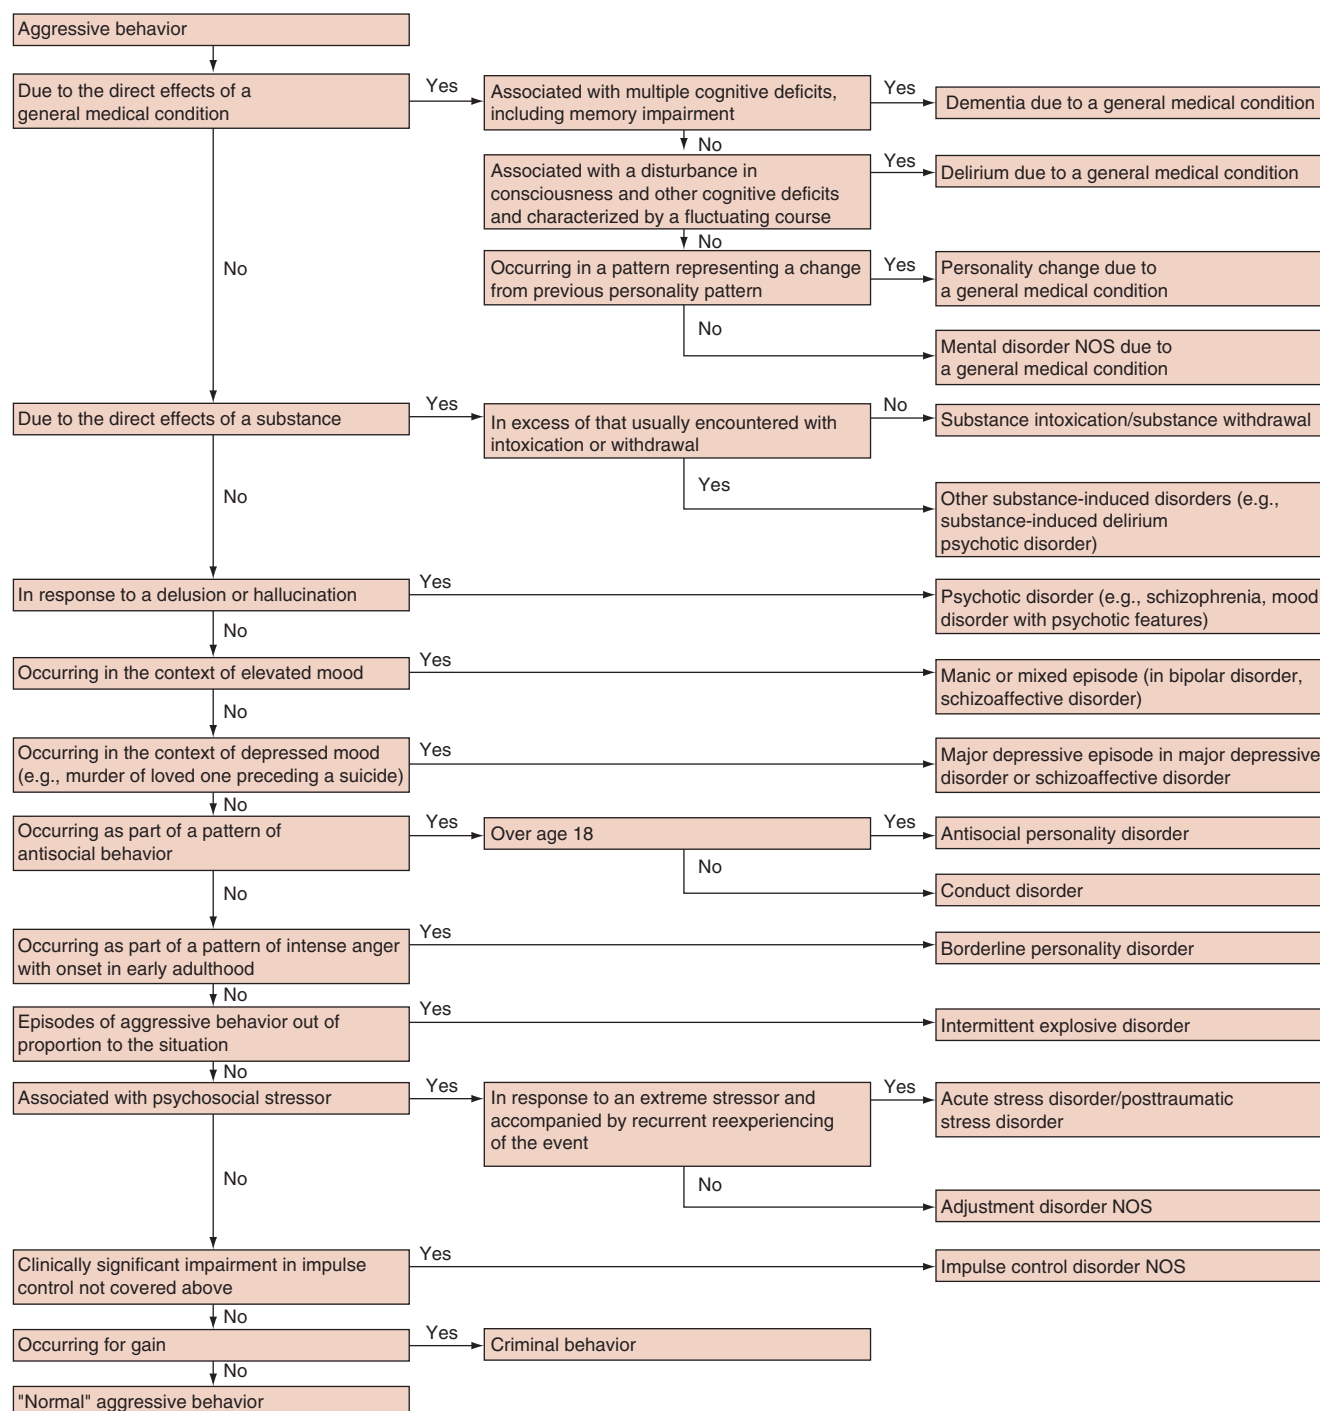 Aggressive behavior
Due to the direct effects of a
general medical condition
Yes
Associated with multiple cognitive deficits,
including memory impairment
Yes
Dementia due to a general medical condition
No
Associated with a disturbance in
consciousness and other cognitive deficits
and characterized by a fluctuating course
Yes
Delirium due to a general medical condition
No
No
Occurring in a pattern representing a change
from previous personality pattern
Yes
Personality change due to
a general medical condition
No
Mental disorder NOS due to
a general medical condition
Due to the direct effects of a substance
Yes
In excess of that usually encountered with
intoxication or withdrawal
No
Substance intoxication/substance withdrawal
No
Yes
Other substance-induced disorders (e.g.,
substance-induced delirium
psychotic disorder)
In response to a delusion or hallucination
Yes
Psychotic disorder (e.g., schizophrenia, mood
disorder with psychotic features)
No
Occurring in the context of elevated mood
Yes
Manic or mixed episode (in bipolar disorder,
schizoaffective disorder)
No
Occurring in the context of depressed mood
(e.g., murder of loved one preceding a suicide)
Yes
Major depressive episode in major depressive
disorder or schizoaffective disorder
No
Occurring as part of a pattern of
antisocial behavior
Yes
Over age 18
Yes
Antisocial personality disorder
No
Conduct disorder
No
Occurring as part of a pattern of intense anger
with onset in early adulthood
Yes
Borderline personality disorder
No
Episodes of aggressive behavior out of
proportion to the situation
Yes
Intermittent explosive disorder
No
Associated with psychosocial stressor
Yes
In response to an extreme stressor and
accompanied by recurrent reexperiencing
of the event
Yes
Acute stress disorder/posttraumatic
stress disorder
No
No
Adjustment disorder NOS
Clinically significant impairment in impulse
control not covered above
Yes
Impulse control disorder NOS
No
Occurring for gain
Yes
Criminal behavior
No
"Normal" aggressive behavior